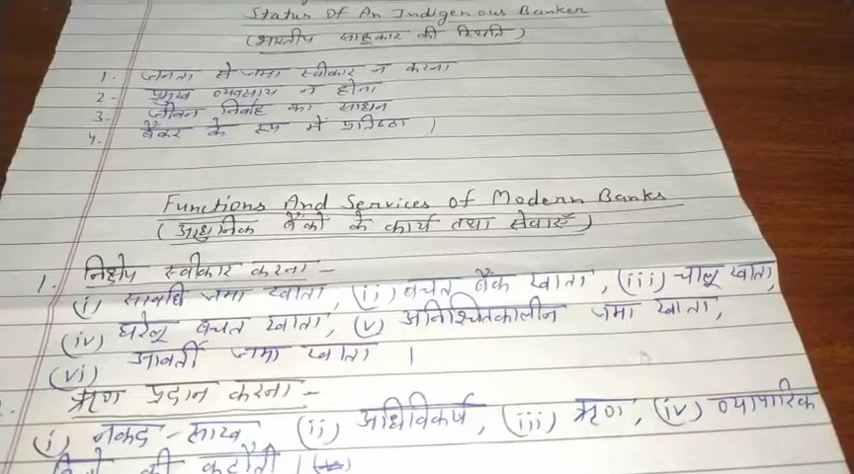 Status Of An Indigenous Banker
(भारतीय साहूकार की स्थिति)
1. जनता से जमा स्वीकार न करना
2- प्रमुख व्यवसाय न होना
3. जीवन निर्वाह का साधन
4. बैंकर के रूप में प्रतिष्ठा ।
Functions And Services of Modern Banks
(आधुनिक बैंको के कार्य तथा सेवाएँ)
1. निक्षेप स्वीकार करना -
(i) सावधि जमा खाता, (ii) बचत बैंक खाता, (iii) चालू खाता,
(iv) घरेलू बचत खाता, (v) अनिश्चितकालीन जमा खाता,
(vi) आवर्ती जमा खाता ।
ऋण प्रदान करना -
(i) नकद - साख (ii) अधिविकर्ष, (iii) ऋण, (iv) व्यापारिक
की कटौती ।